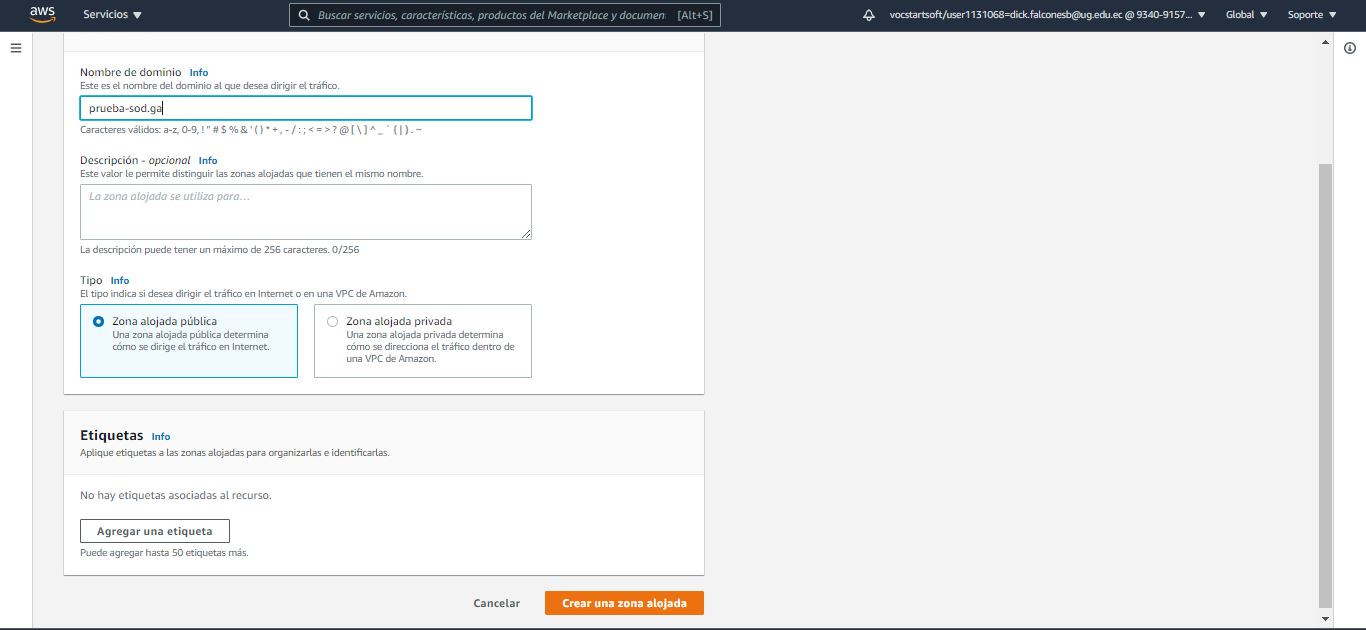 aws
Servicios
Buscar servicios, características, productos del Marketplace y documen [Alt+S]
vocstartsoft/user1131068=dick.falconesb@ug.edu.ec @ 9340-9157...
Global
Soporte
Nombre de dominio Info
Este es el nombre del dominio al que desea dirigir el tráfico.
prueba-sod.ga
Caracteres válidos: a-z, 0-9, ! " # $ % & ' ( ) * + , - / : ; < = > ? @ [ \ ] ^ _ ` { | } . ~
Descripción - opcional Info
Este valor le permite distinguir las zonas alojadas que tienen el mismo nombre.
La zona alojada se utiliza para...
La descripción puede tener un máximo de 256 caracteres. 0/256
Tipo Info
El tipo indica si desea dirigir el tráfico en Internet o en una VPC de Amazon.
Zona alojada pública
Una zona alojada pública determina
cómo se dirige el tráfico en Internet.
Zona alojada privada
Una zona alojada privada determina
cómo se direcciona el tráfico dentro de
una VPC de Amazon.
Etiquetas Info
Aplique etiquetas a las zonas alojadas para organizarlas e identificarlas.
No hay etiquetas asociadas al recurso.
Agregar una etiqueta
Puede agregar hasta 50 etiquetas más.
Cancelar
Crear una zona alojada